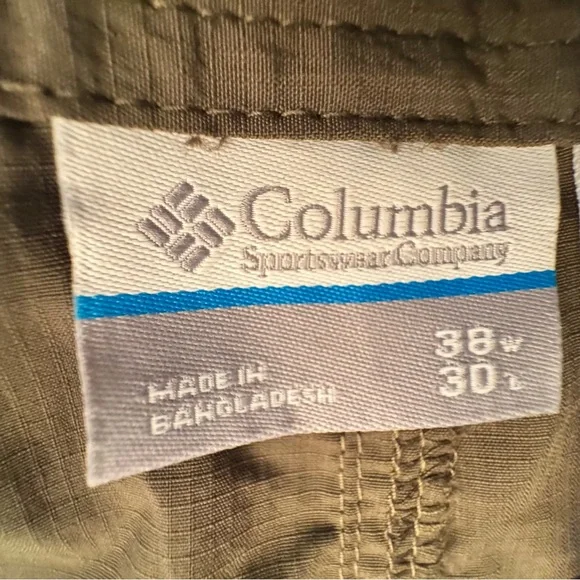 Columbia
Sportswear Company
38 W
30 L
MADE IN
BANGLADESH